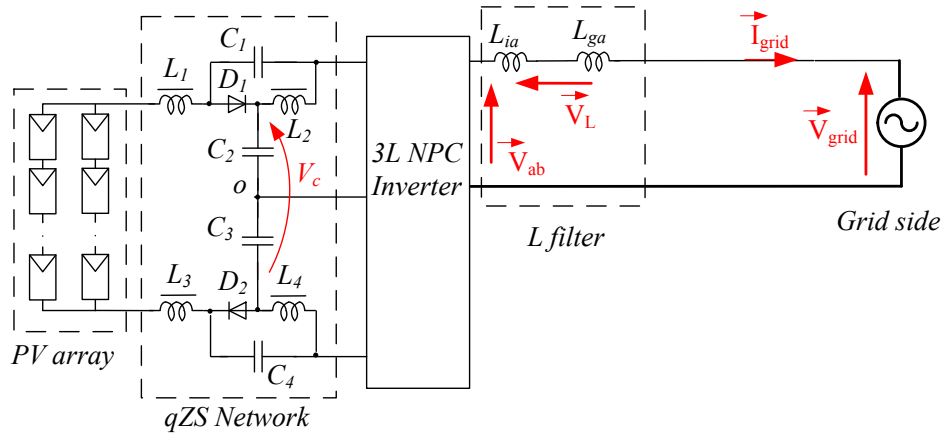 C1
L1
D1
L2
C2
Vc
o
C3
L3
D2
L4
C4
PV array
qZS Network
3L NPC
Inverter
Lia
Lga
VL
Vab
L filter
Igrid
Vgrid
Grid side